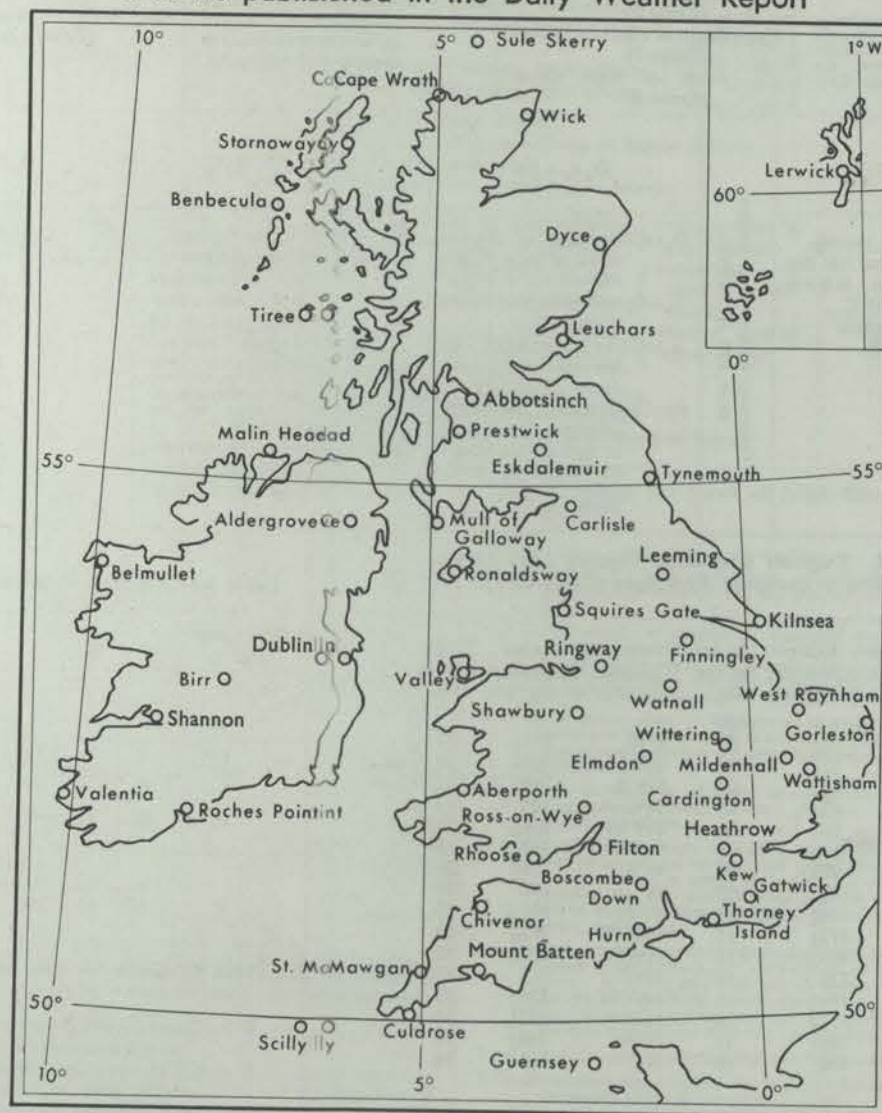 published in the Daily Weather Report
10° 5° Sule Skerry 1° W
Cape Wrath
Wick
Stornoway
Lerwick
Benbecula 60°
Dyce
Tiree
Leuchars
0°
Abbotsinch
Malin Head Prestwick
55° Eskdalemuir Tynemouth 55°
Aldergrove Mull of Galloway Carlisle
Belmullet Ronaldsway Leeming
Squires Gate Kilnsea
Dublin Ringway Finningley
Birr Valley
Watnall West Raynham
Shannon Shawbury Gorleston
Wittering
Elmdon Mildenhall
Valentia Aberporth Wattisham
Cardington
Roches Point Ross-on-Wye
Heathrow
Rhoose Filton
Kew
Boscombe Down Gatwick
Chivenor Thorney Island
Hurn
St. Mawgan Mount Batten
50° 50°
Scilly Culdrose
Guernsey
10° 5° 0°